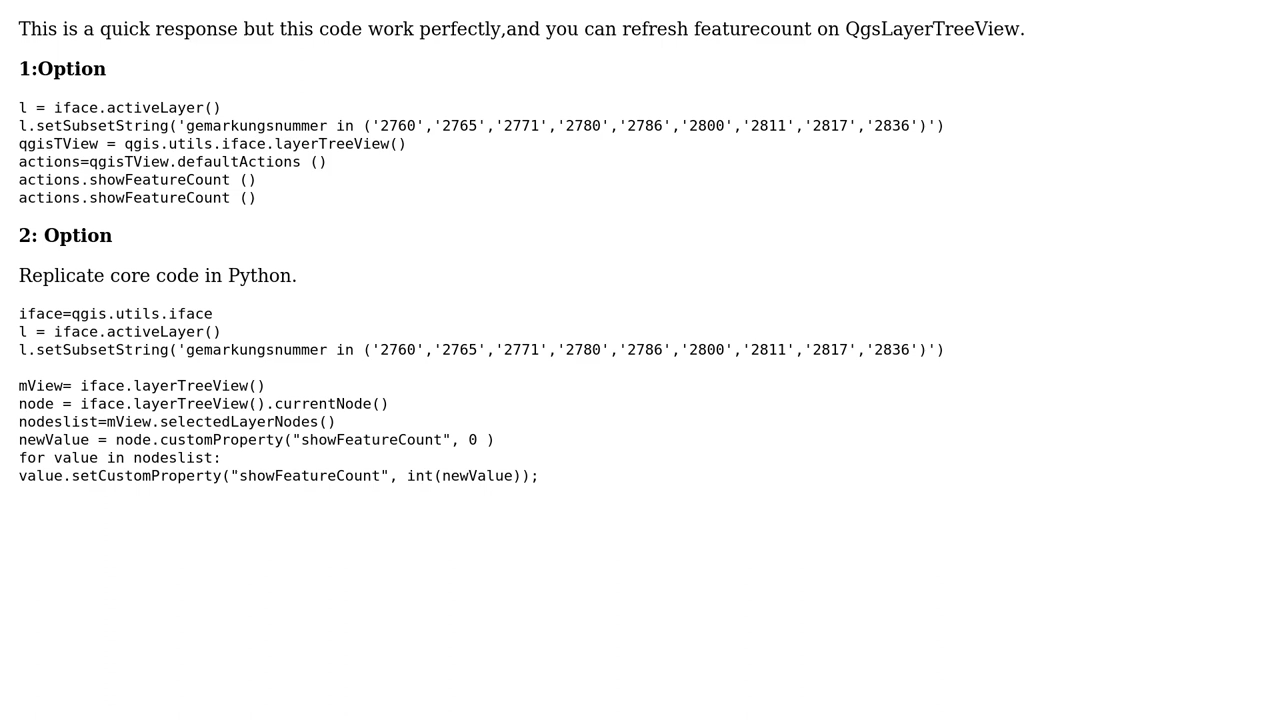 This is a quick response but this code work perfectly,and you can refresh featurecount on QgsLayerTreeView.
1:Option
l = iface.activeLayer()
l.setSubsetString('gemarkungsnummer in ('2760','2765','2771','2780','2786','2800','2811','2817','2836')')
qgisTView = qgis.utils.iface.layerTreeView()
actions=qgisTView.defaultActions ()
actions.showFeatureCount ()
actions.showFeatureCount ()
2: Option
Replicate core code in Python.
iface=qgis.utils.iface
l = iface.activeLayer()
l.setSubsetString('gemarkungsnummer in ('2760','2765','2771','2780','2786','2800','2811','2817','2836')')
mView= iface.layerTreeView()
node = iface.layerTreeView().currentNode()
nodeslist=mView.selectedLayerNodes()
newValue = node.customProperty("showFeatureCount", 0 )
for value in nodeslist:
value.setCustomProperty("showFeatureCount", int(newValue));